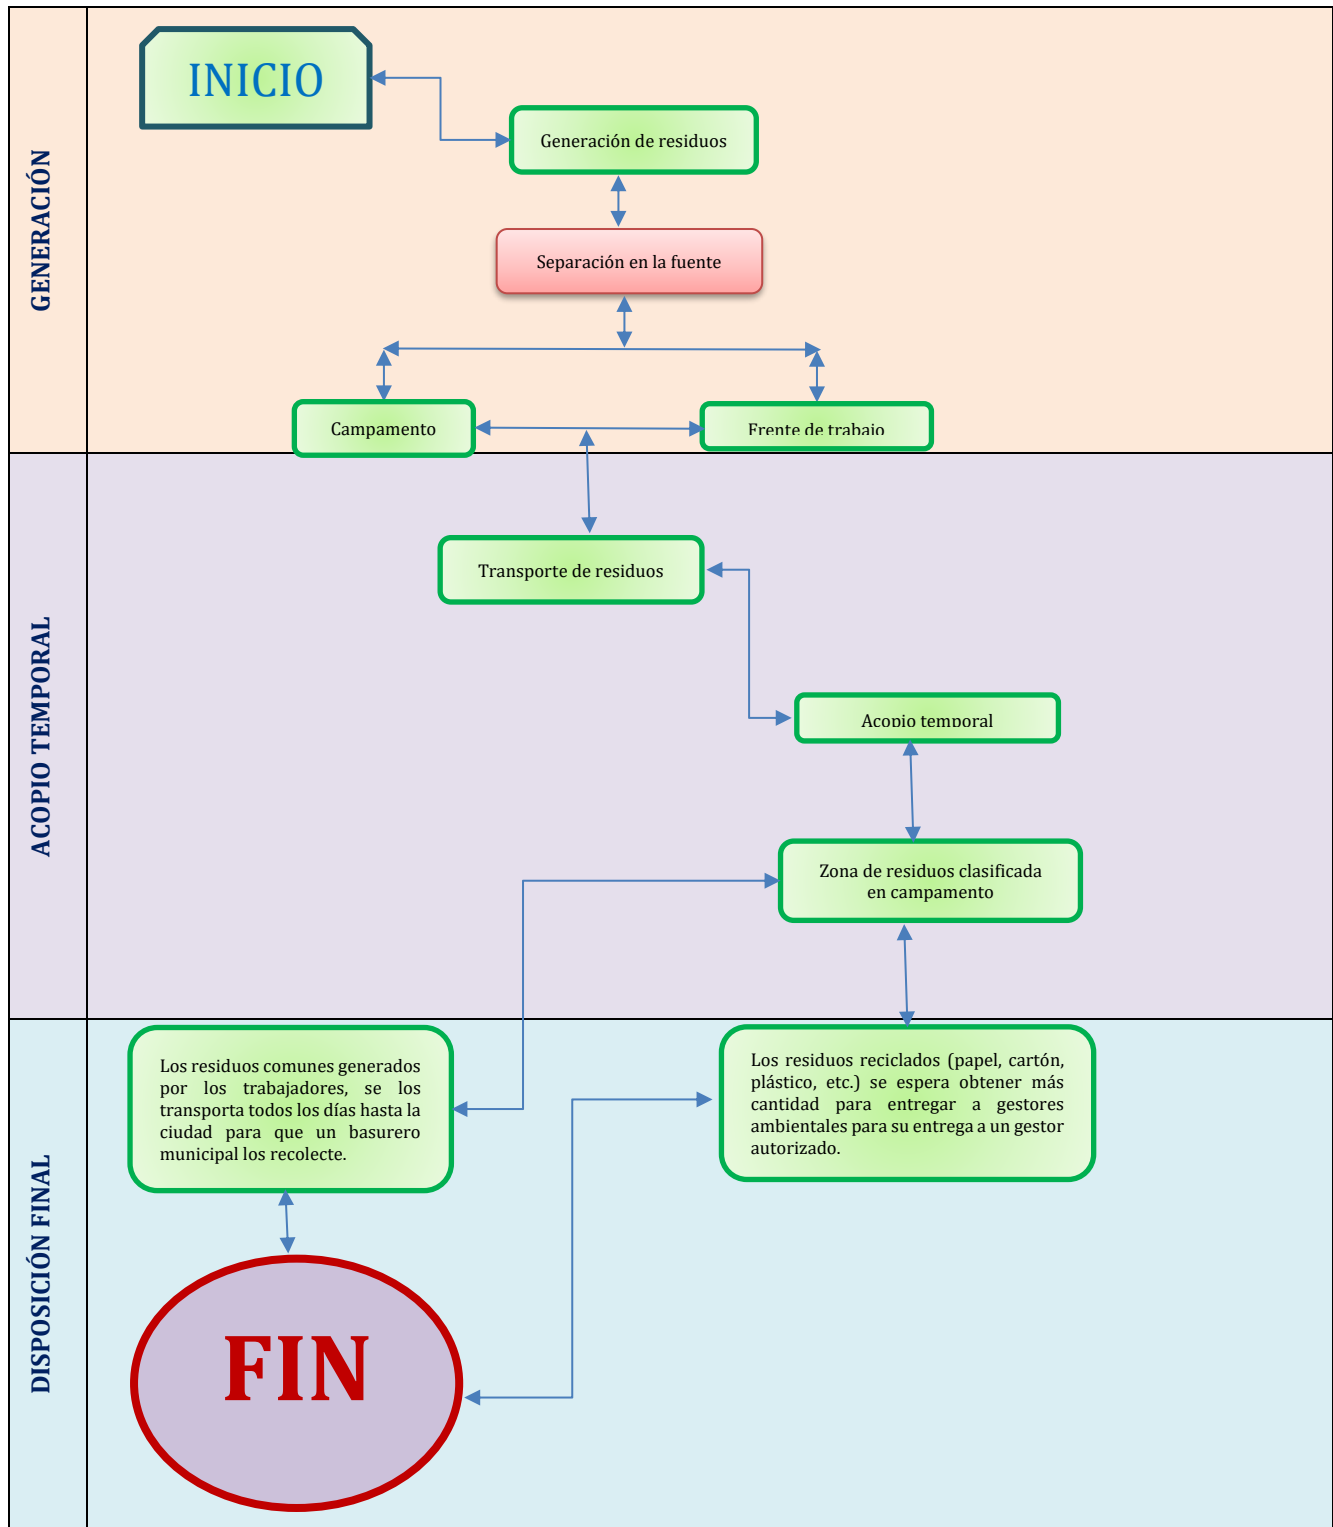 GENERACIÓN
INICIO
Generación de residuos
Separación en la fuente
Campamento
Frente de trabajo
ACOPIO TEMPORAL
Transporte de residuos
Acopio temporal
Zona de residuos clasificada
en campamento
DISPOSICIÓN FINAL
Los residuos comunes generados
por los trabajadores, se los
transporta todos los días hasta la
ciudad para que un basurero
municipal los recolecte.
Los residuos reciclados (papel, cartón,
plástico, etc.) se espera obtener más
cantidad para entregar a gestores
ambientales para su entrega a un gestor
autorizado.
FIN